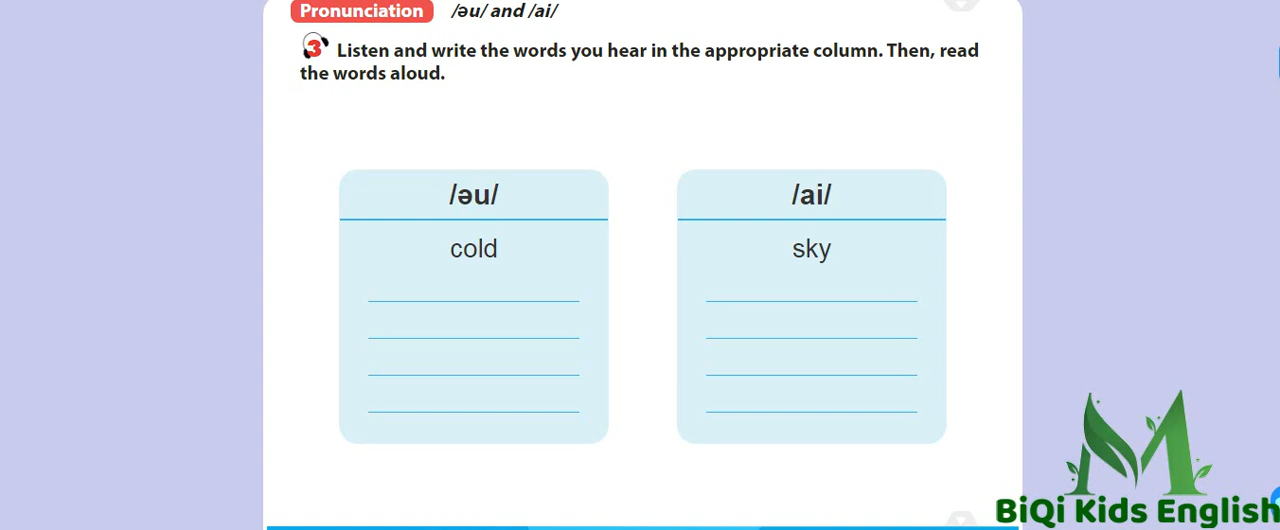 Pronunciation /əu/ and /ai/
3 Listen and write the words you hear in the appropriate column. Then, read
the words aloud.
/əu/
cold
/ai/
sky
BiQi Kids English